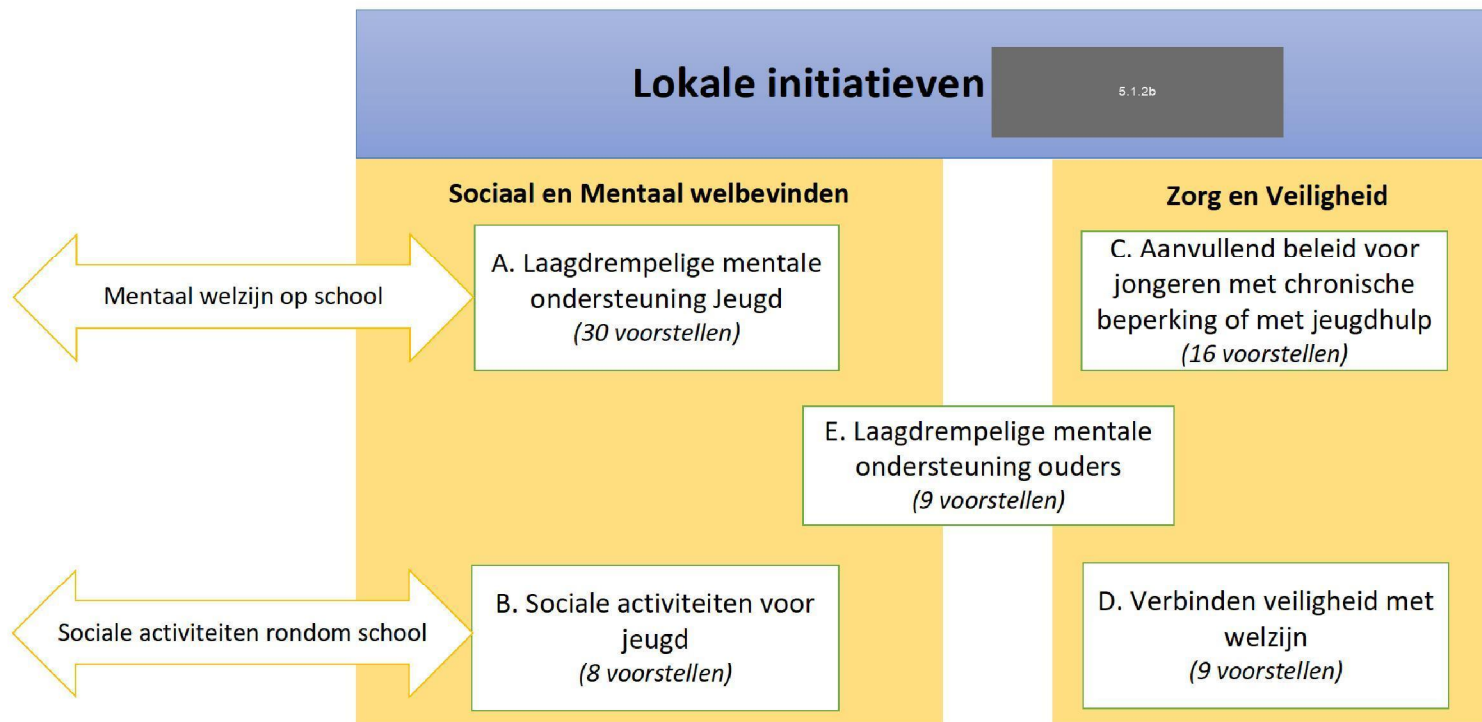 Lokale initiatieven
5.1.2b
Sociaal en Mentaal welbevinden
Zorg en Veiligheid
Mentaal welzijn op school
A. Laagdrempelige mentale
ondersteuning Jeugd
(30 voorstellen)
C. Aanvullend beleid voor
jongeren met chronische
beperking of met jeugdhulp
(16 voorstellen)
E. Laagdrempelige mentale
ondersteuning ouders
(9 voorstellen)
Sociale activiteiten rondom school
B. Sociale activiteiten voor
jeugd
(8 voorstellen)
D. Verbinden veiligheid met
welzijn
(9 voorstellen)